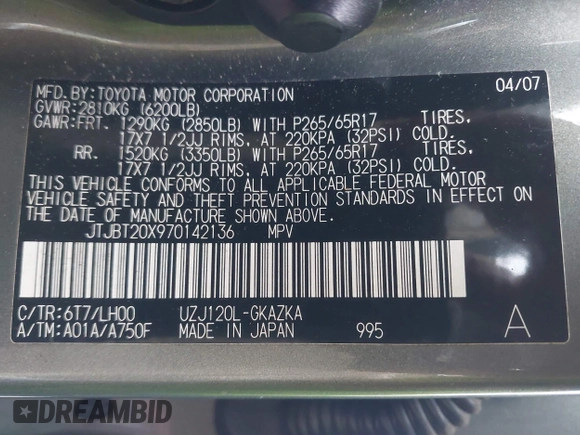 MFD. BY: TOYOTA MOTOR CORPORATION 04/07
GVWR: 2810KG (6200LB)
GAWR: FRT. 1290KG (2850LB) WITH P265/65R17 TIRES,
17X7 1/2JJ RIMS, AT 220KPA (32PSI) COLD.
RR. 1520KG (3350LB) WITH P265/65R17 TIRES,
17X7 1/2JJ RIMS, AT 220KPA (32PSI) COLD.
THIS VEHICLE CONFORMS TO ALL APPLICABLE FEDERAL MOTOR
VEHICLE SAFETY AND THEFT PREVENTION STANDARDS IN EFFECT ON
THE DATE OF MANUFACTURE SHOWN ABOVE.
JTJBT20X970142136 MPV
C/TR: 6T7/LH00 UZJ120L-GKAZKA
A/TM: A01A/A750F MADE IN JAPAN 995 A
DREAMBID